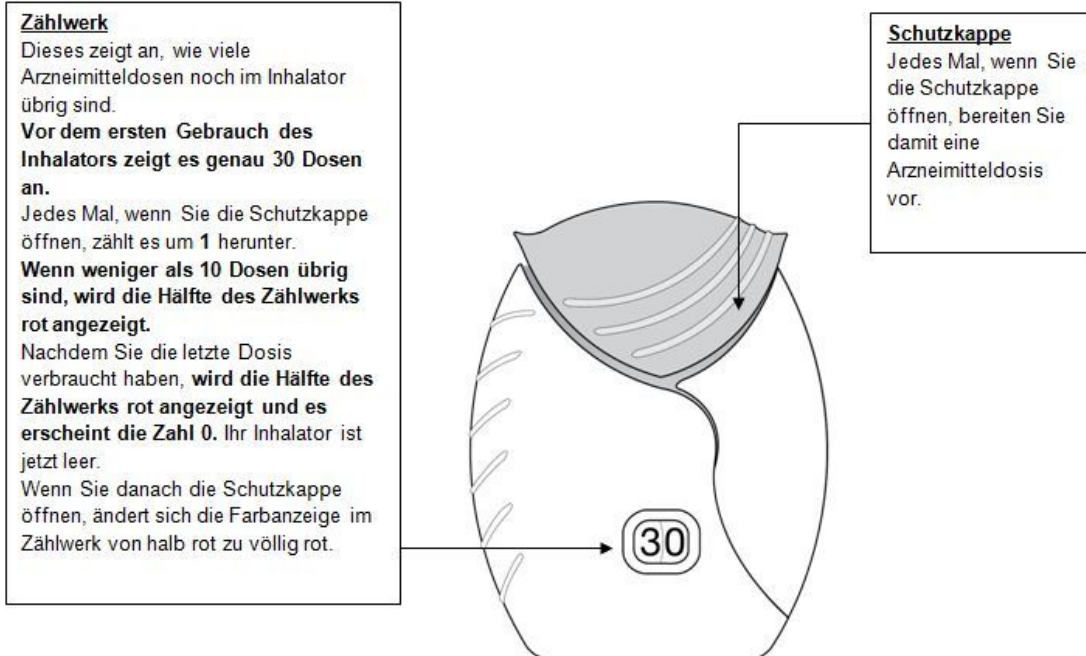 Zählwerk
Dieses zeigt an, wie viele
Arzneimitteldosen noch im Inhalator
übrig sind.
Vor dem ersten Gebrauch des
Inhalators zeigt es genau 30 Dosen
an.
Jedes Mal, wenn Sie die Schutzkappe
öffnen, zählt es um 1 herunter.
Wenn weniger als 10 Dosen übrig
sind, wird die Hälfte des Zählwerks
rot angezeigt.
Nachdem Sie die letzte Dosis
verbraucht haben, wird die Hälfte des
Zählwerks rot angezeigt und es
erscheint die Zahl 0. Ihr Inhalator ist
jetzt leer.
Wenn Sie danach die Schutzkappe
öffnen, ändert sich die Farbanzeige im
Zählwerk von halb rot zu völlig rot.
Schutzkappe
Jedes Mal, wenn Sie
die Schutzkappe
öffnen, bereiten Sie
damit eine
Arzneimitteldosis
vor.
30